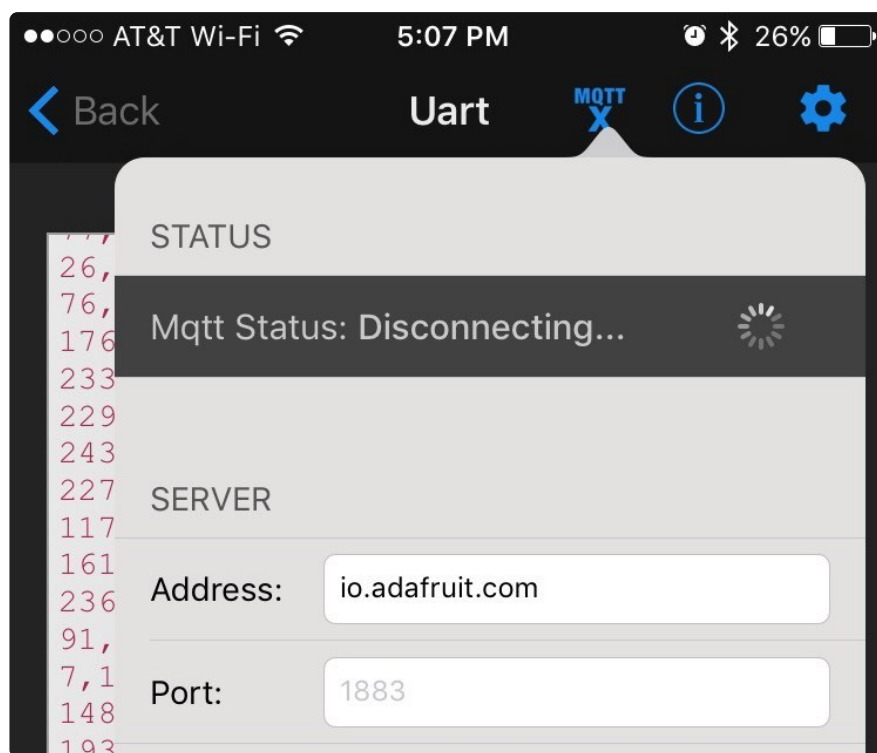 AT&T Wi-Fi 5:07 PM 26%
Back Uart MQTT X i
STATUS
26,
76,
Mqtt Status: Disconnecting...
176
233
229
243
227
SERVER
117
161
Address: io.adafruit.com
236
91,
7,1
Port: 1883
148
193